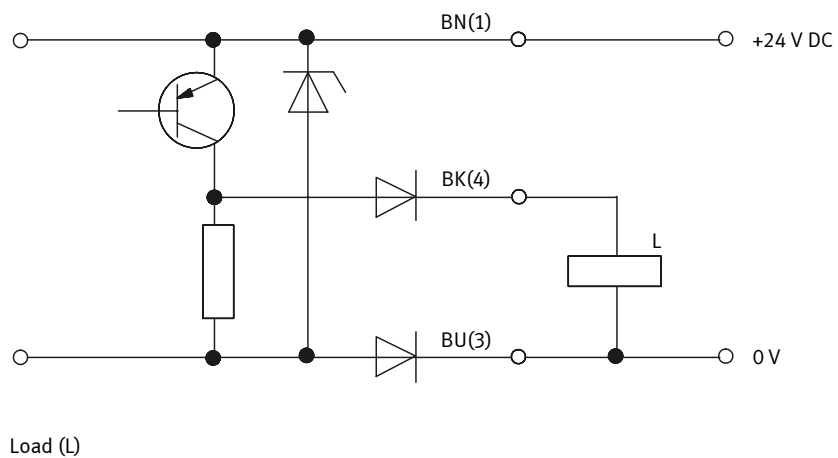 BN(1)
+24 V DC
BK(4)
L
BU(3)
0 V
Load (L)